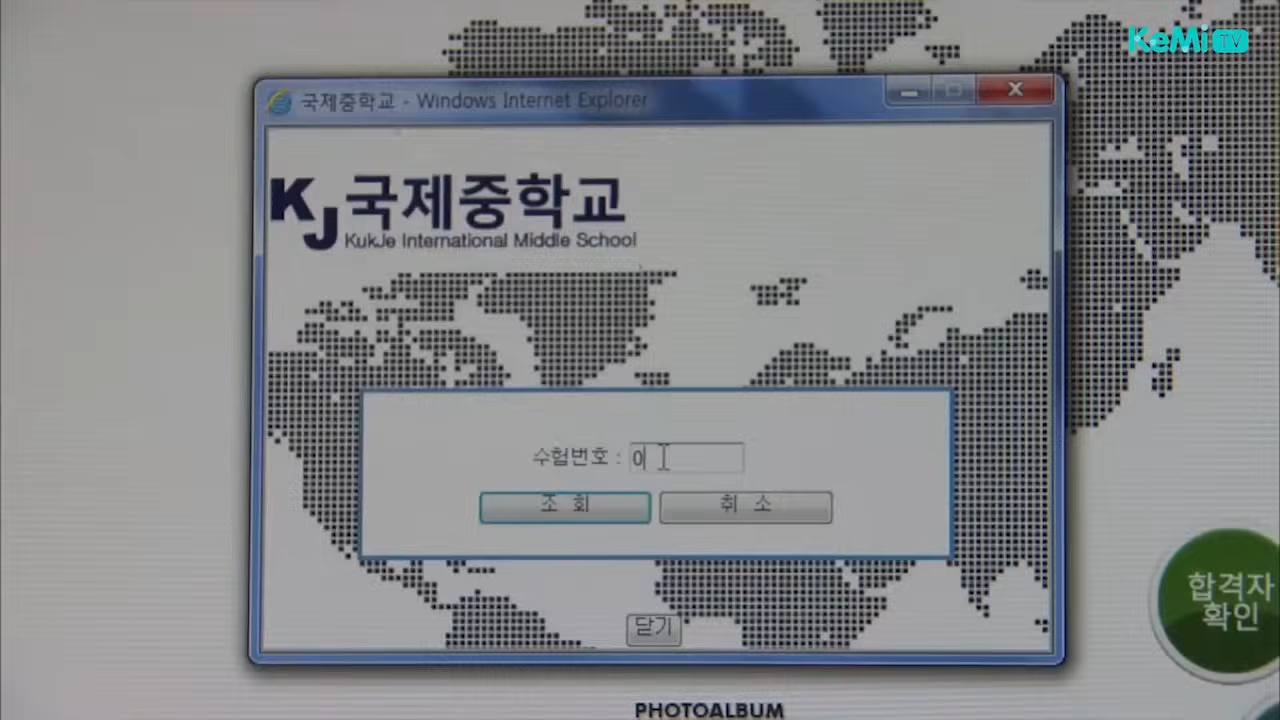 KeMi TV
국제중학교 - Windows Internet Explorer
KJ 국제중학교
KukJe International Middle School
수험번호 : 0
조 회 취 소
닫기
합격자
확인
PHOTOALBUM